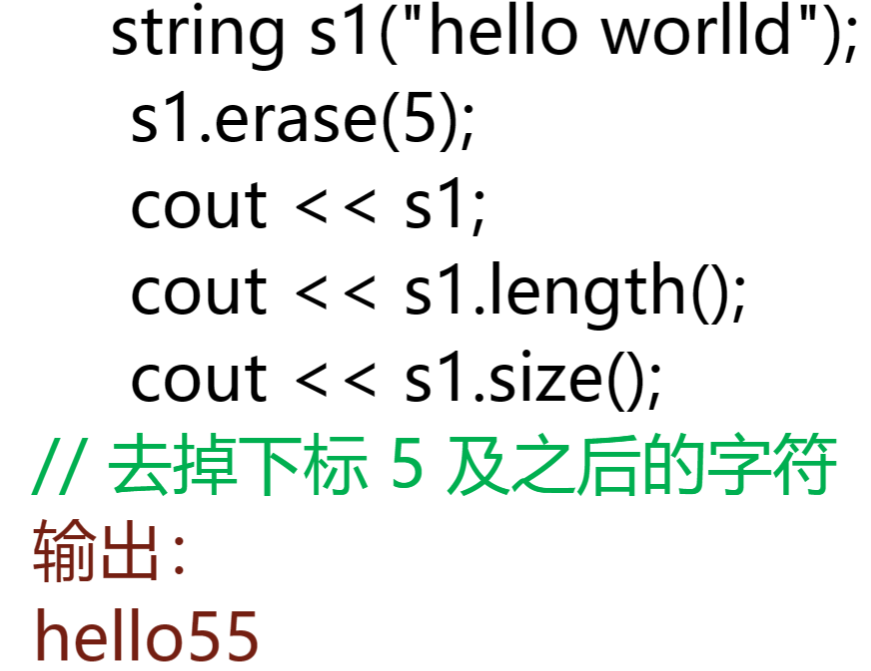 string s1("hello worlld");
s1.erase(5);
cout << s1;
cout << s1.length();
cout << s1.size();
// 去掉下标 5 及之后的字符
输出：
hello55